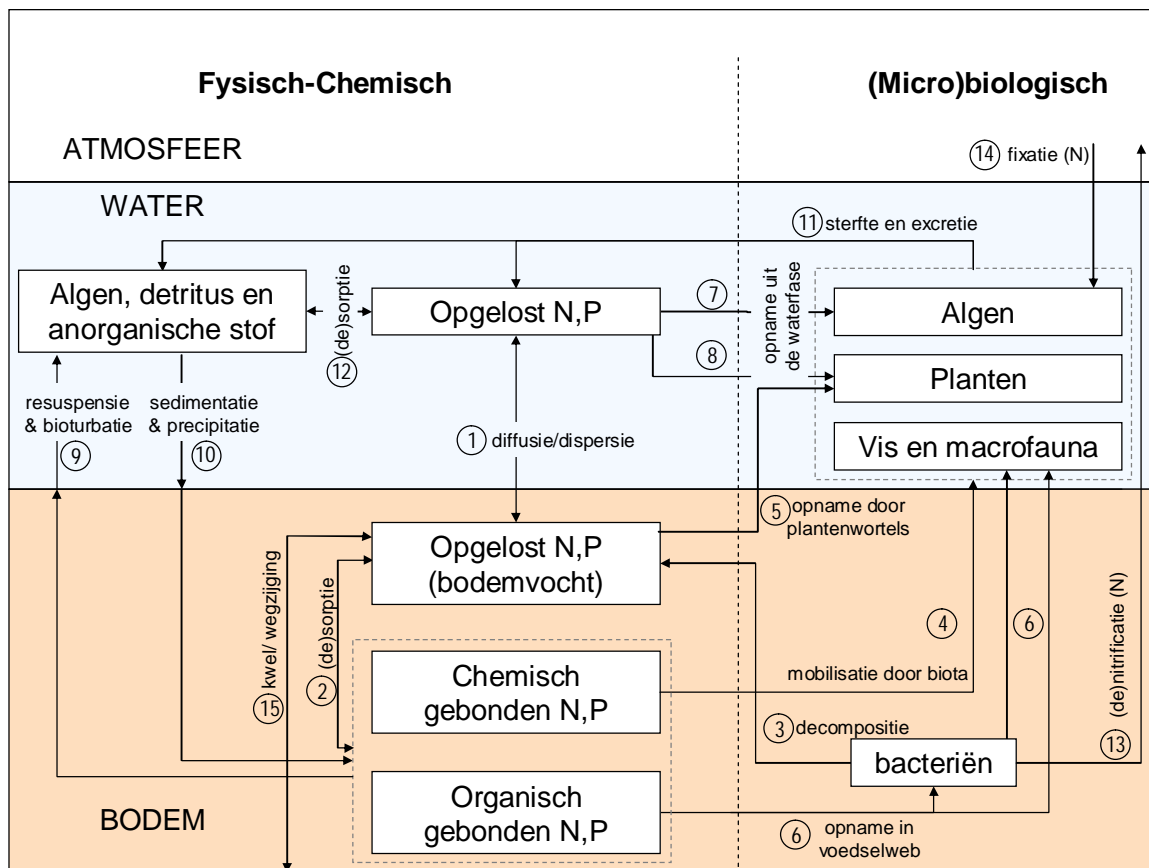 Fysisch-Chemisch
(Micro)biologisch
ATMOSFEER
14 fixatie (N)
WATER
11 sterfte en excretie
Algen, detritus en
anorganische stof
(de)sorptie
12
Opgelost N,P
7
8
opname uit
de waterfase
Algen
Planten
Vis en macrofauna
resuspensie
& bioturbatie
9
sedimentatie
& precipitatie
10
1 diffusie/dispersie
5 opname door
plantenwortels
Opgelost N,P
(bodemvocht)
15 kwel/ wegzijging
2 (de)sorptie
4
6
13 (de)nitrificatie (N)
Chemisch
gebonden N,P
mobilisatie door biota
3 decompositie
bacteriën
Organisch
gebonden N,P
6 opname in
voedselweb
BODEM